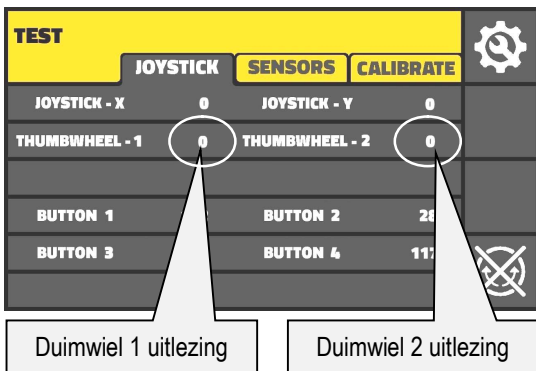 TEST
JOYSTICK SENSORS CALIBRATE
JOYSTICK - X 0 JOYSTICK - Y 0
THUMBWHEEL - 1 0 THUMBWHEEL - 2 0
BUTTON 1 BUTTON 2
BUTTON 3 BUTTON 4
Duimwiel 1 uitlezing
Duimwiel 2 uitlezing